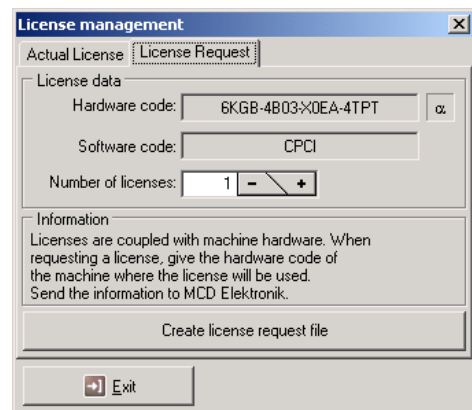 License management
Actual License License Request
License data
Hardware code: 6KGB-4B03-X0EA-4TPT α
Software code: CPCI
Number of licenses: 1 - +
Information
Licenses are coupled with machine hardware. When
requesting a license, give the hardware code of
the machine where the license will be used.
Send the information to MCD Elektronik.
Create license request file
Exit